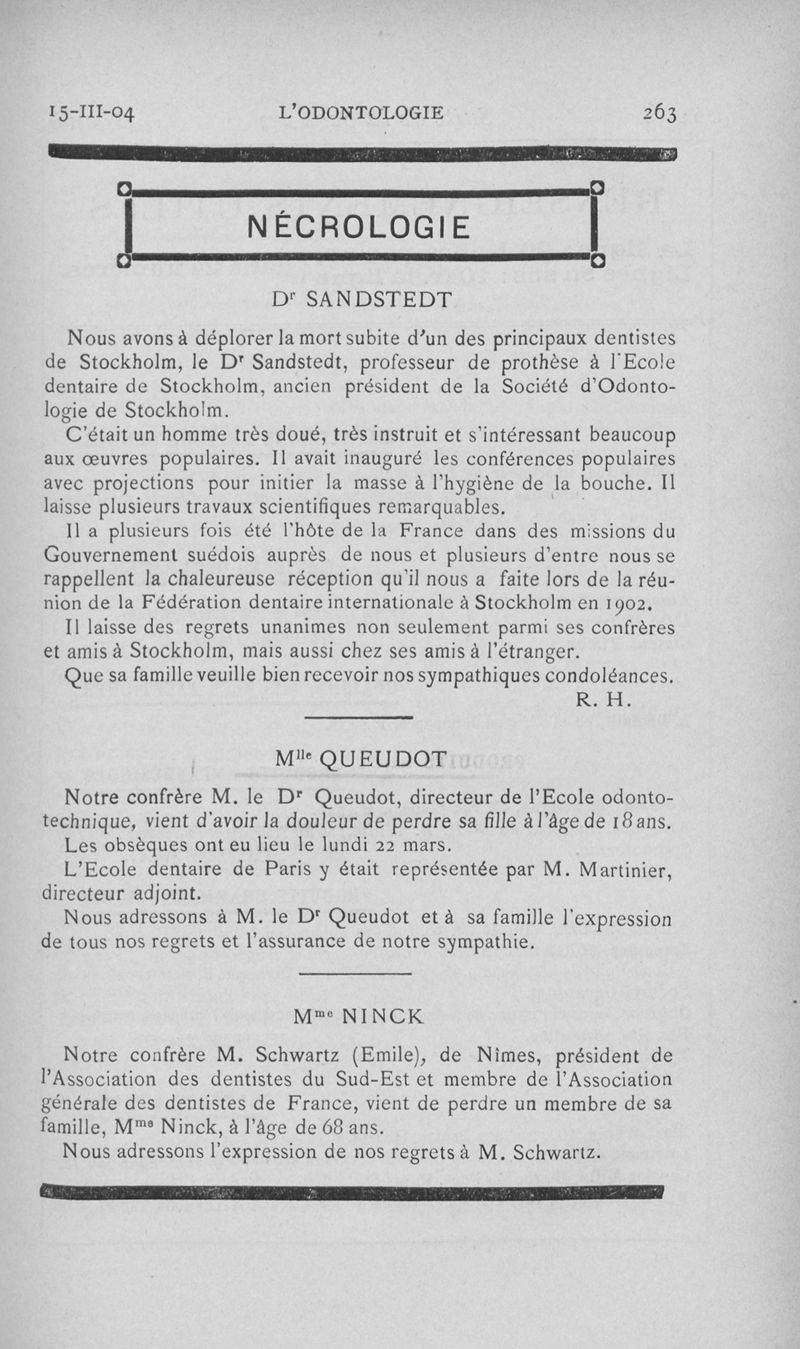 15-III-04 L'ODONTOLOGIE 263
NÉCROLOGIE
Dr SANDSTEDT
Nous avons à déplorer la mort subite d'un des principaux dentistes
de Stockholm, le Dr Sandstedt, professeur de prothèse à l'Ecole
dentaire de Stockholm, ancien président de la Société d'Odonto-
logie de Stockholm.
C'était un homme très doué, très instruit et s'intéressant beaucoup
aux œuvres populaires. Il avait inauguré les conférences populaires
avec projections pour initier la masse à l'hygiène de la bouche. Il
laisse plusieurs travaux scientifiques remarquables.
Il a plusieurs fois été l'hôte de la France dans des missions du
Gouvernement suédois auprès de nous et plusieurs d'entre nous se
rappellent la chaleureuse réception qu'il nous a faite lors de la réu-
nion de la Fédération dentaire internationale à Stockholm en 1902.
Il laisse des regrets unanimes non seulement parmi ses confrères
et amis à Stockholm, mais aussi chez ses amis à l'étranger.
Que sa famille veuille bien recevoir nos sympathiques condoléances.
R. H.
Mlle QUEUDOT
Notre confrère M. le Dr Queudot, directeur de l'Ecole odonto-
technique, vient d'avoir la douleur de perdre sa fille à l'âge de 18 ans.
Les obsèques ont eu lieu le lundi 22 mars.
L'Ecole dentaire de Paris y était représentée par M. Martinier,
directeur adjoint.
Nous adressons à M. le Dr Queudot et à sa famille l'expression
de tous nos regrets et l'assurance de notre sympathie.
Mme NINCK
Notre confrère M. Schwartz (Emile), de Nîmes, président de
l'Association des dentistes du Sud-Est et membre de l'Association
générale des dentistes de France, vient de perdre un membre de sa
famille, Mme Ninck, à l'âge de 68 ans.
Nous adressons l'expression de nos regrets à M. Schwartz.